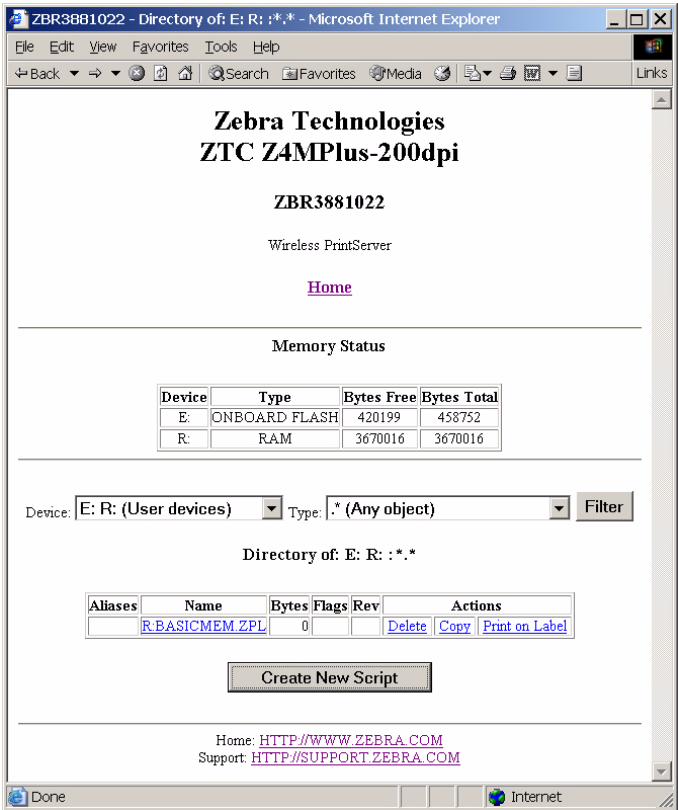 ZBR3881022 - Directory of: E: R: :*.* - Microsoft Internet Explorer
File Edit View Favorites Tools Help
Back Search Favorites Media Links
Zebra Technologies
ZTC Z4MPlus-200dpi
ZBR3881022
Wireless PrintServer
Home
Memory Status
Device Type Bytes Free Bytes Total
E: ONBOARD FLASH 420199 458752
R: RAM 3670016 3670016
Device: E: R: (User devices) Type: .* (Any object) Filter
Directory of: E: R: :*.*
Aliases Name Bytes Flags Rev Actions
R:BASICMEM.ZPL 0 Delete Copy Print on Label
Create New Script
Home: HTTP://WWW.ZEBRA.COM
Support: HTTP://SUPPORT.ZEBRA.COM
Done Internet